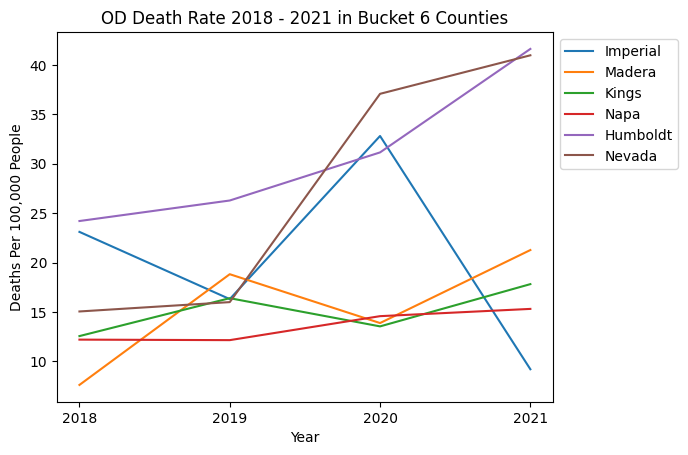 OD Death Rate 2018 - 2021 in Bucket 6 Counties
Deaths Per 100,000 People
40
35
30
25
20
15
10
2018 2019 2020 2021
Year
Imperial
Madera
Kings
Napa
Humboldt
Nevada